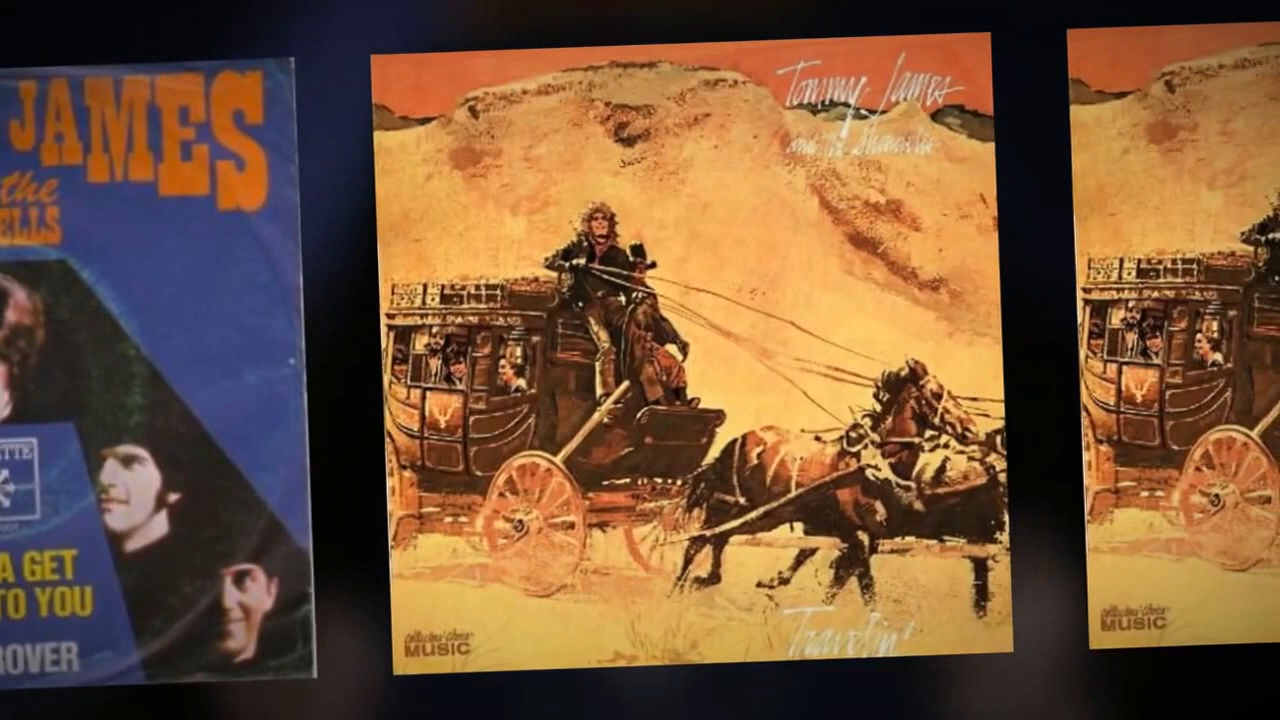 JAMES
the
ELLS
TTE
A GET
TO YOU
ROVER
Tommy James
and the Shondells
Travelin'
collectors' choice
MUSIC
collectors' choice
MUSIC